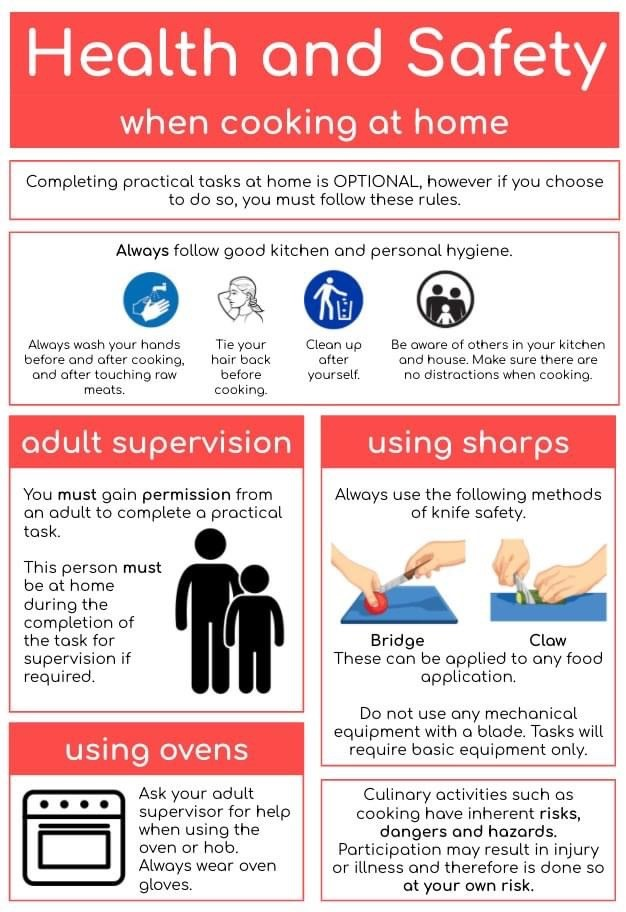 Health and Safety
when cooking at home
Completing practical tasks at home is OPTIONAL, however if you choose
to do so, you must follow these rules.
Always follow good kitchen and personal hygiene.
Always wash your hands
before and after cooking,
and after touching raw
meats.
Tie your
hair back
before
cooking.
Clean up
after
yourself.
Be aware of others in your kitchen
and house. Make sure there are
no distractions when cooking.
adult supervision
You must gain permission from
an adult to complete a practical
task.
This person must
be at home
during the
completion of
the task for
supervision if
required.
using sharps
Always use the following methods
of knife safety.
Bridge
Claw
These can be applied to any food
application.
Do not use any mechanical
equipment with a blade. Tasks will
require basic equipment only.
using ovens
Ask your adult
supervisor for help
when using the
oven or hob.
Always wear oven
gloves.
Culinary activities such as
cooking have inherent risks,
dangers and hazards.
Participation may result in injury
or illness and therefore is done so
at your own risk.